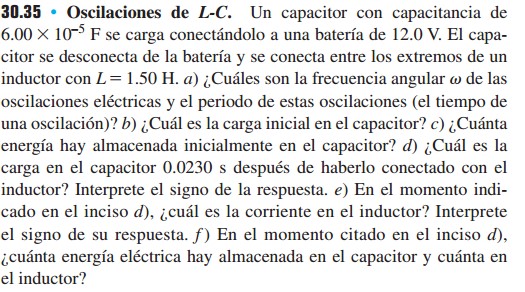 30.35 • Oscilaciones de L-C. Un capacitor con capacitancia de
6.00 × 10⁻⁵ F se carga conectándolo a una batería de 12.0 V. El capa-
citor se desconecta de la batería y se conecta entre los extremos de un
inductor con L = 1.50 H. a) ¿Cuáles son la frecuencia angular ω de las
oscilaciones eléctricas y el periodo de estas oscilaciones (el tiempo de
una oscilación)? b) ¿Cuál es la carga inicial en el capacitor? c) ¿Cuánta
energía hay almacenada inicialmente en el capacitor? d) ¿Cuál es la
carga en el capacitor 0.0230 s después de haberlo conectado con el
inductor? Interprete el signo de la respuesta. e) En el momento indi-
cado en el inciso d), ¿cuál es la corriente en el inductor? Interprete
el signo de su respuesta. f) En el momento citado en el inciso d),
¿cuánta energía eléctrica hay almacenada en el capacitor y cuánta en
el inductor?